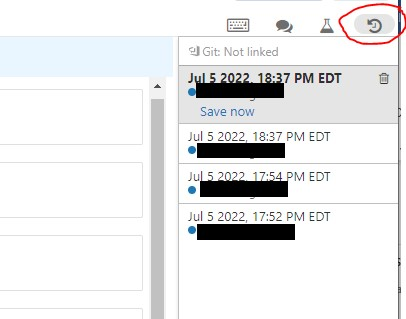 Git: Not linked
Jul 5 2022, 18:37 PM EDT
Save now
Jul 5 2022, 18:37 PM EDT
Jul 5 2022, 17:54 PM EDT
Jul 5 2022, 17:52 PM EDT